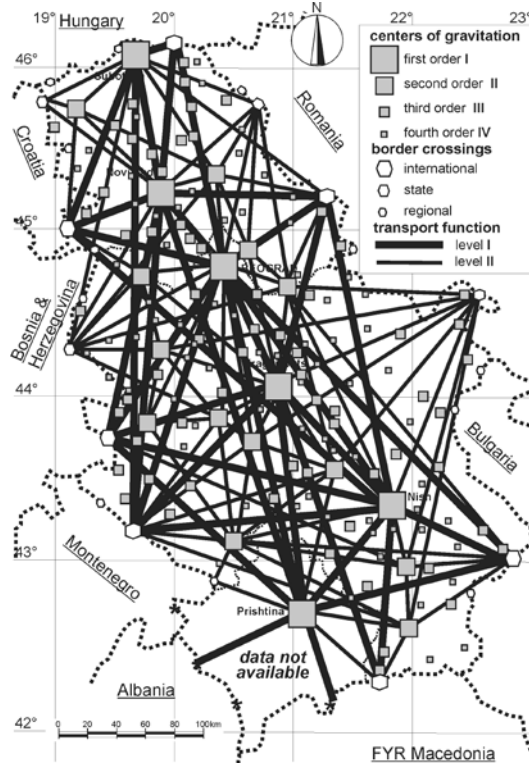 Hungary
20°
21°
22°
23°
N
46°
Romania
Croatia
45°
Bosnia &
Herzegovina
44°
Bulgaria
Nish
43°
Montenegro
Prishtina
data not
available
Albania
42°
0 20 40 60 80 100km
FYR Macedonia
centers of gravitation
first order I
second order II
third order III
fourth order IV
border crossings
international
state
regional
transport function
level I
level II